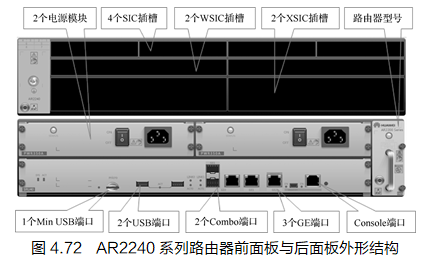 2个电源模块
4个SIC插槽
2个WSIC插槽
2个XSIC插槽
路由器型号
HUAWEI
1个Min USB端口
2个USB端口
2个Combo端口
3个GE端口
Console端口
图 4.72 AR2240 系列路由器前面板与后面板外形结构